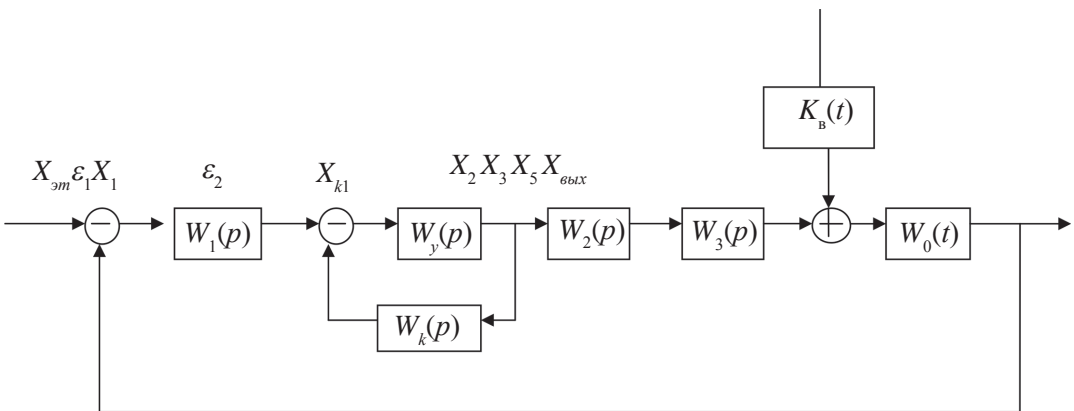 K_в(t)
X_эт ε_1 X_1
ε_2
X_k1
X_2 X_3 X_5 X_вых
−
W_1(p)
−
W_y(p)
W_2(p)
W_3(p)
+
W_0(t)
W_k(p)